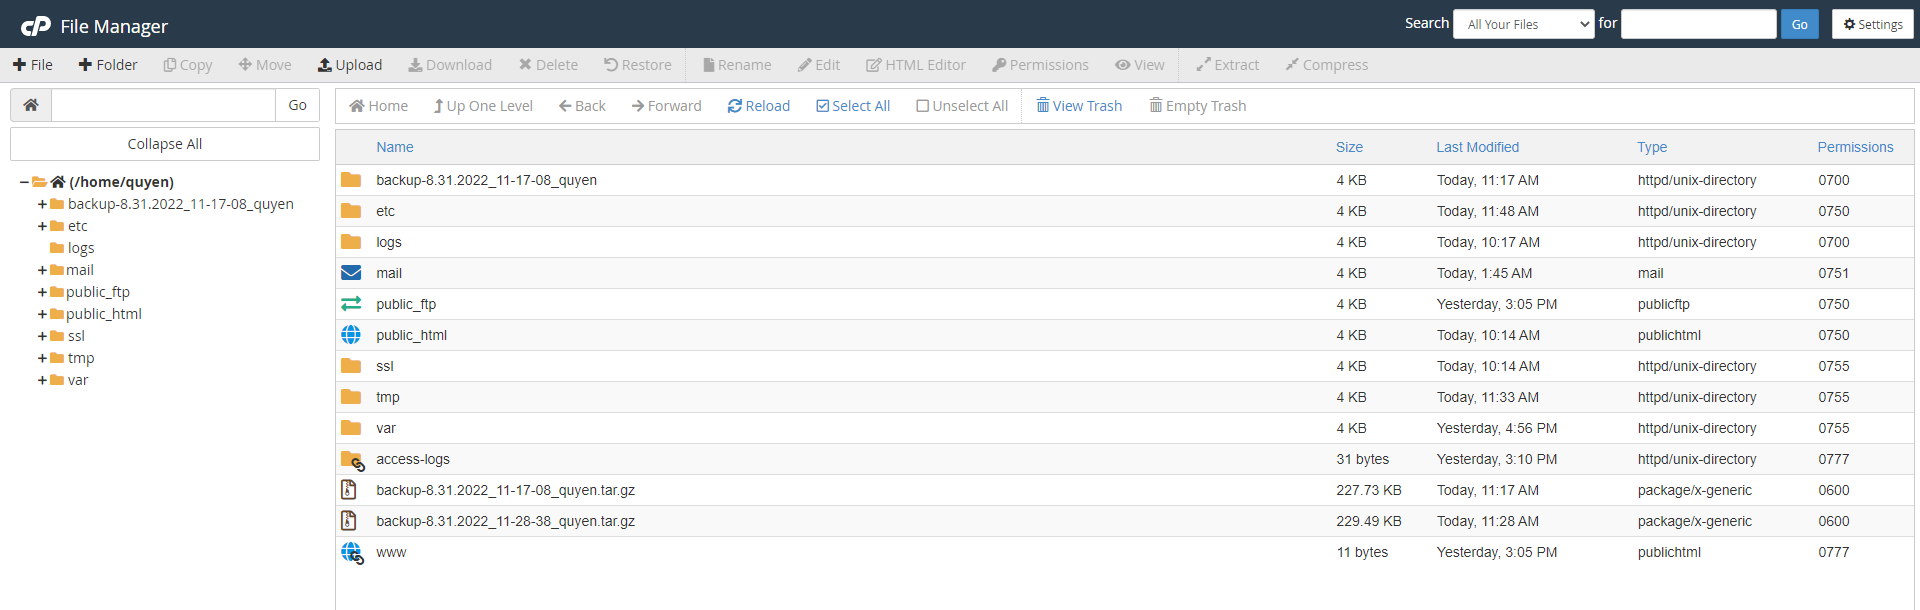 cP File Manager Search All Your Files for Go Settings
File Folder Copy Move Upload Download Delete Restore Rename Edit HTML Editor Permissions View Extract Compress
Go
Collapse All
(/home/quyen)
backup-8.31.2022_11-17-08_quyen
etc
logs
mail
public_ftp
public_html
ssl
tmp
var
Home Up One Level Back Forward Reload Select All Unselect All View Trash Empty Trash
Name Size Last Modified Type Permissions
backup-8.31.2022_11-17-08_quyen 4 KB Today, 11:17 AM httpd/unix-directory 0700
etc 4 KB Today, 11:48 AM httpd/unix-directory 0750
logs 4 KB Today, 10:17 AM httpd/unix-directory 0700
mail 4 KB Today, 1:45 AM mail 0751
public_ftp 4 KB Yesterday, 3:05 PM publicftp 0750
public_html 4 KB Today, 10:14 AM publichtml 0750
ssl 4 KB Today, 10:14 AM httpd/unix-directory 0755
tmp 4 KB Today, 11:33 AM httpd/unix-directory 0755
var 4 KB Yesterday, 4:56 PM httpd/unix-directory 0755
access-logs 31 bytes Yesterday, 3:10 PM httpd/unix-directory 0777
backup-8.31.2022_11-17-08_quyen.tar.gz 227.73 KB Today, 11:17 AM package/x-generic 0600
backup-8.31.2022_11-28-38_quyen.tar.gz 229.49 KB Today, 11:28 AM package/x-generic 0600
www 11 bytes Yesterday, 3:05 PM publichtml 0777